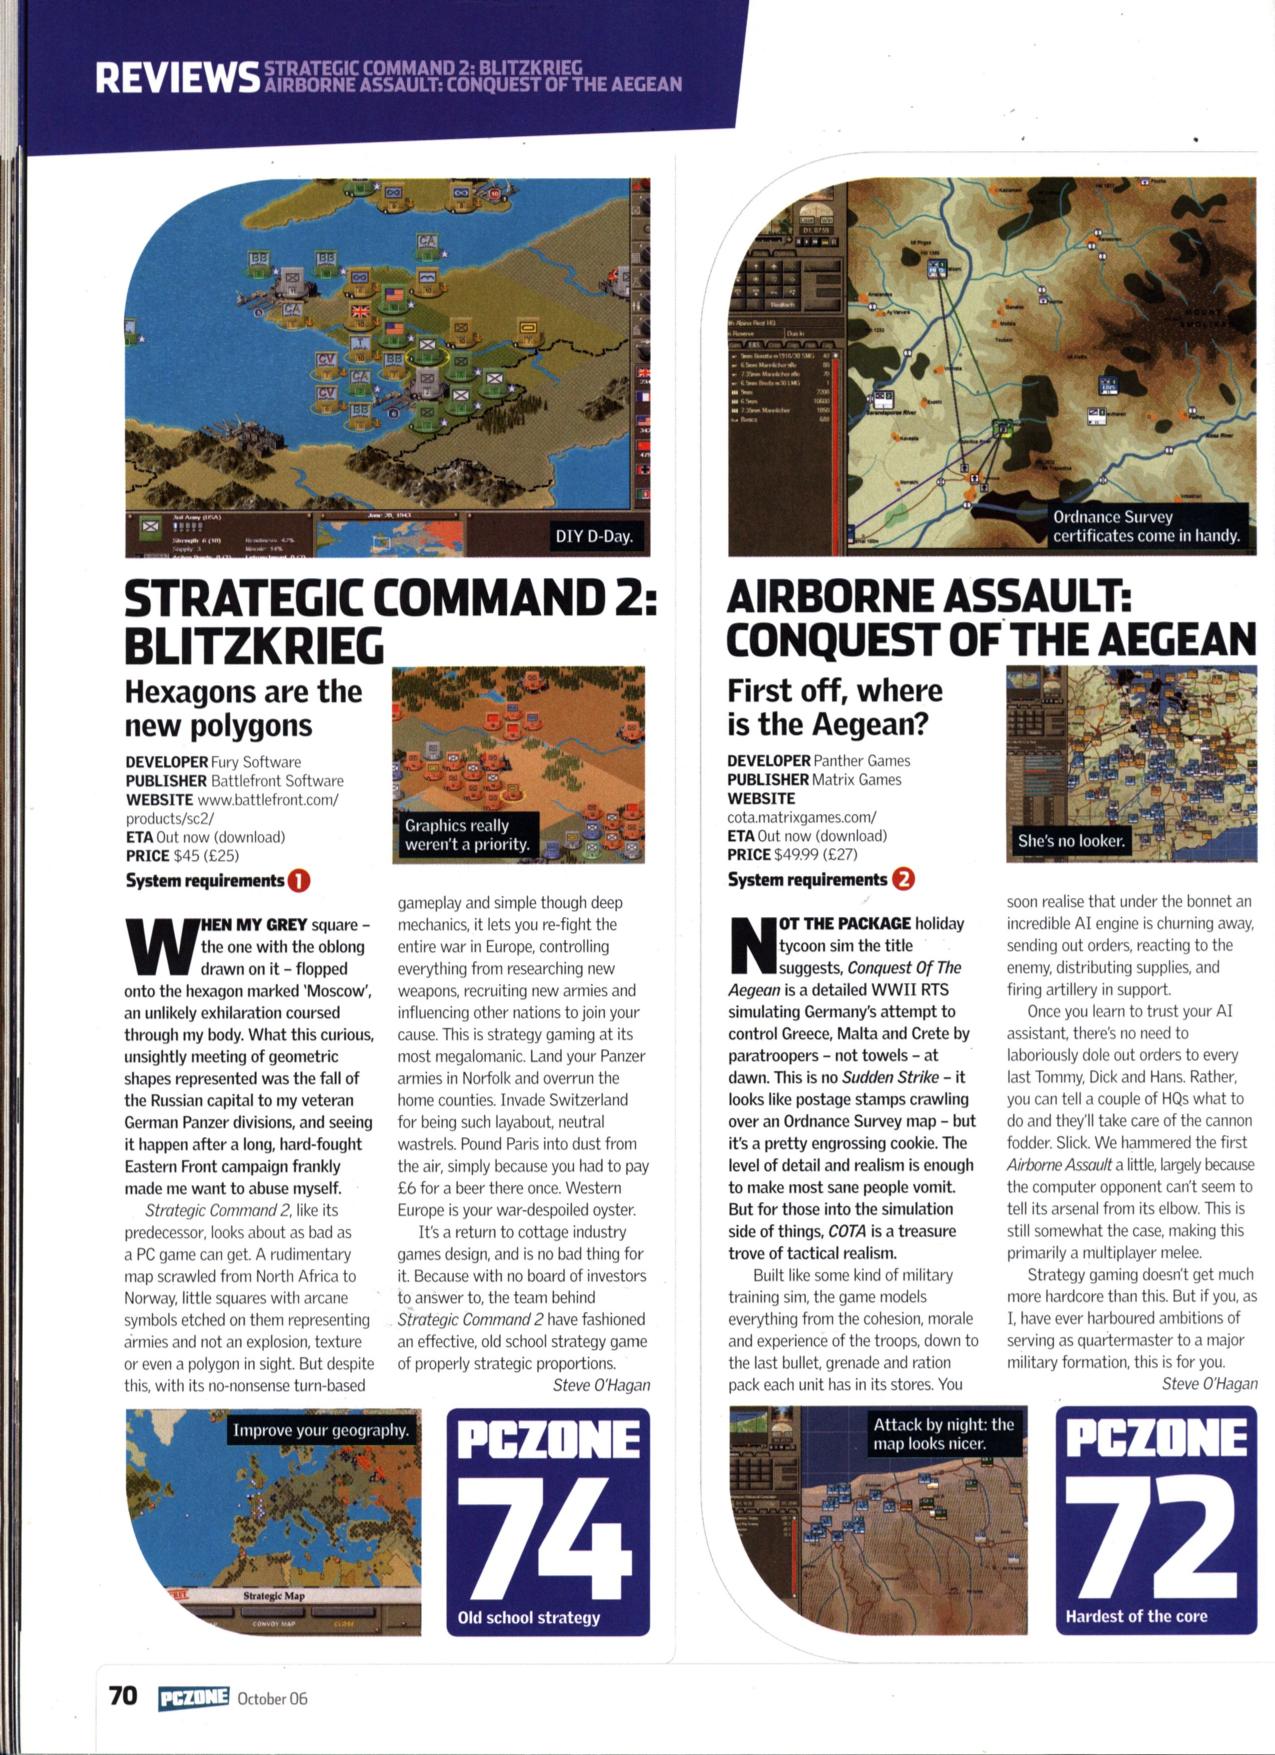 REVIEWS
STRATEGIC COMMAND 2: BLITZKRIEG
AIRBORNE ASSAULT: CONQUEST OF THE AEGEAN
DIY D-Day.
STRATEGIC COMMAND 2:
BLITZKRIEG
Hexagons are the
new polygons
DEVELOPER Fury Software
PUBLISHER Battlefront Software
WEBSITE www.battlefront.com/
products/sc2/
ETA Out now (download)
PRICE $45 (£25)
System requirements 1
Graphics really
weren't a priority.
WHEN MY GREY square –
the one with the oblong
drawn on it – flopped
onto the hexagon marked 'Moscow',
an unlikely exhilaration coursed
through my body. What this curious,
unsightly meeting of geometric
shapes represented was the fall of
the Russian capital to my veteran
German Panzer divisions, and seeing
it happen after a long, hard-fought
Eastern Front campaign frankly
made me want to abuse myself.
Strategic Command 2, like its
predecessor, looks about as bad as
a PC game can get. A rudimentary
map scrawled from North Africa to
Norway, little squares with arcane
symbols etched on them representing
armies and not an explosion, texture
or even a polygon in sight. But despite
this, with its no-nonsense turn-based
gameplay and simple though deep
mechanics, it lets you re-fight the
entire war in Europe, controlling
everything from researching new
weapons, recruiting new armies and
influencing other nations to join your
cause. This is strategy gaming at its
most megalomanic. Land your Panzer
armies in Norfolk and overrun the
home counties. Invade Switzerland
for being such layabout, neutral
wastrels. Pound Paris into dust from
the air, simply because you had to pay
£6 for a beer there once. Western
Europe is your war-despoiled oyster.
It's a return to cottage industry
games design, and is no bad thing for
it. Because with no board of investors
to answer to, the team behind
Strategic Command 2 have fashioned
an effective, old school strategy game
of properly strategic proportions.
Steve O'Hagan
Improve your geography.
Strategic Map
CONVOY MAP
CLOSE
PCZONE
74
Old school strategy
Ordnance Survey
certificates come in handy.
AIRBORNE ASSAULT:
CONQUEST OF THE AEGEAN
First off, where
is the Aegean?
DEVELOPER Panther Games
PUBLISHER Matrix Games
WEBSITE
cota.matrixgames.com/
ETA Out now (download)
PRICE $49.99 (£27)
System requirements 2
She's no looker.
NOT THE PACKAGE holiday
tycoon sim the title
suggests, Conquest Of The
Aegean is a detailed WWII RTS
simulating Germany's attempt to
control Greece, Malta and Crete by
paratroopers – not towels – at
dawn. This is no Sudden Strike – it
looks like postage stamps crawling
over an Ordnance Survey map – but
it's a pretty engrossing cookie. The
level of detail and realism is enough
to make most sane people vomit.
But for those into the simulation
side of things, COTA is a treasure
trove of tactical realism.
Built like some kind of military
training sim, the game models
everything from the cohesion, morale
and experience of the troops, down to
the last bullet, grenade and ration
pack each unit has in its stores. You
soon realise that under the bonnet an
incredible AI engine is churning away,
sending out orders, reacting to the
enemy, distributing supplies, and
firing artillery in support.
Once you learn to trust your AI
assistant, there's no need to
laboriously dole out orders to every
last Tommy, Dick and Hans. Rather,
you can tell a couple of HQs what to
do and they'll take care of the cannon
fodder. Slick. We hammered the first
Airborne Assault a little, largely because
the computer opponent can't seem to
tell its arsenal from its elbow. This is
still somewhat the case, making this
primarily a multiplayer melee.
Strategy gaming doesn't get much
more hardcore than this. But if you, as
I, have ever harboured ambitions of
serving as quartermaster to a major
military formation, this is for you.
Steve O'Hagan
Attack by night: the
map looks nicer.
PCZONE
72
Hardest of the core
70 PCZONE October 06